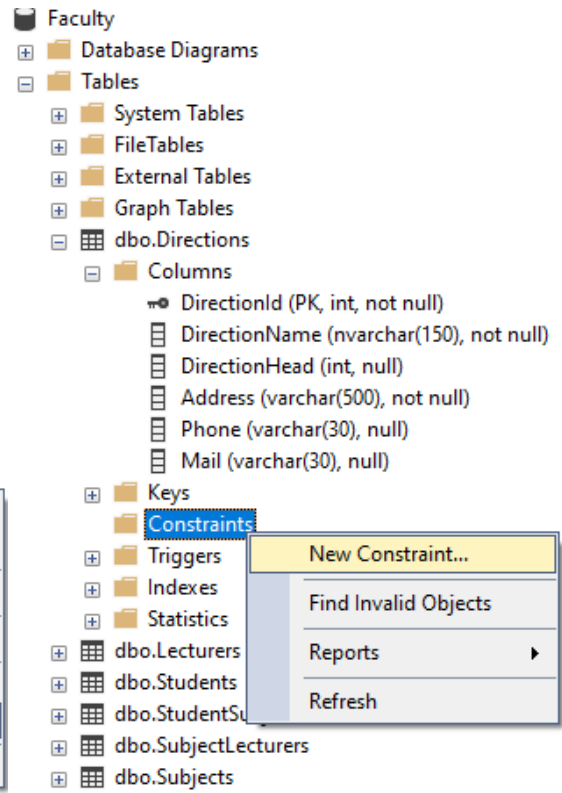 Faculty
Database Diagrams
Tables
System Tables
FileTables
External Tables
Graph Tables
dbo.Directions
Columns
DirectionId (PK, int, not null)
DirectionName (nvarchar(150), not null)
DirectionHead (int, null)
Address (varchar(500), not null)
Phone (varchar(30), null)
Mail (varchar(30), null)
Keys
Constraints
Triggers
New Constraint...
Indexes
Find Invalid Objects
Statistics
dbo.Lecturers
Reports
dbo.Students
Refresh
dbo.StudentSu
dbo.SubjectLecturers
dbo.Subjects